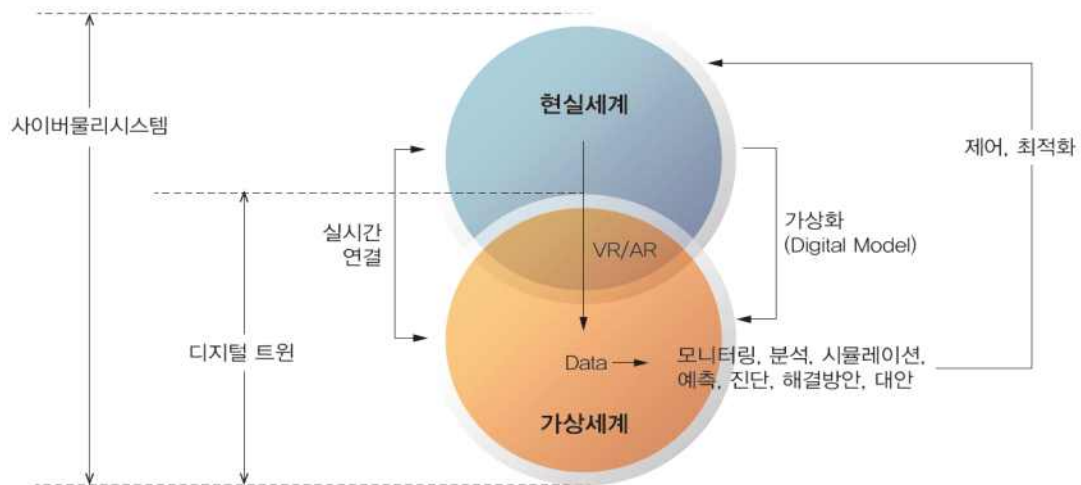 현실세계
사이버물리시스템
제어, 최적화
실시간
연결
가상화
(Digital Model)
VR/AR
디지털 트윈
Data
모니터링, 분석, 시뮬레이션,
예측, 진단, 해결방안, 대안
가상세계